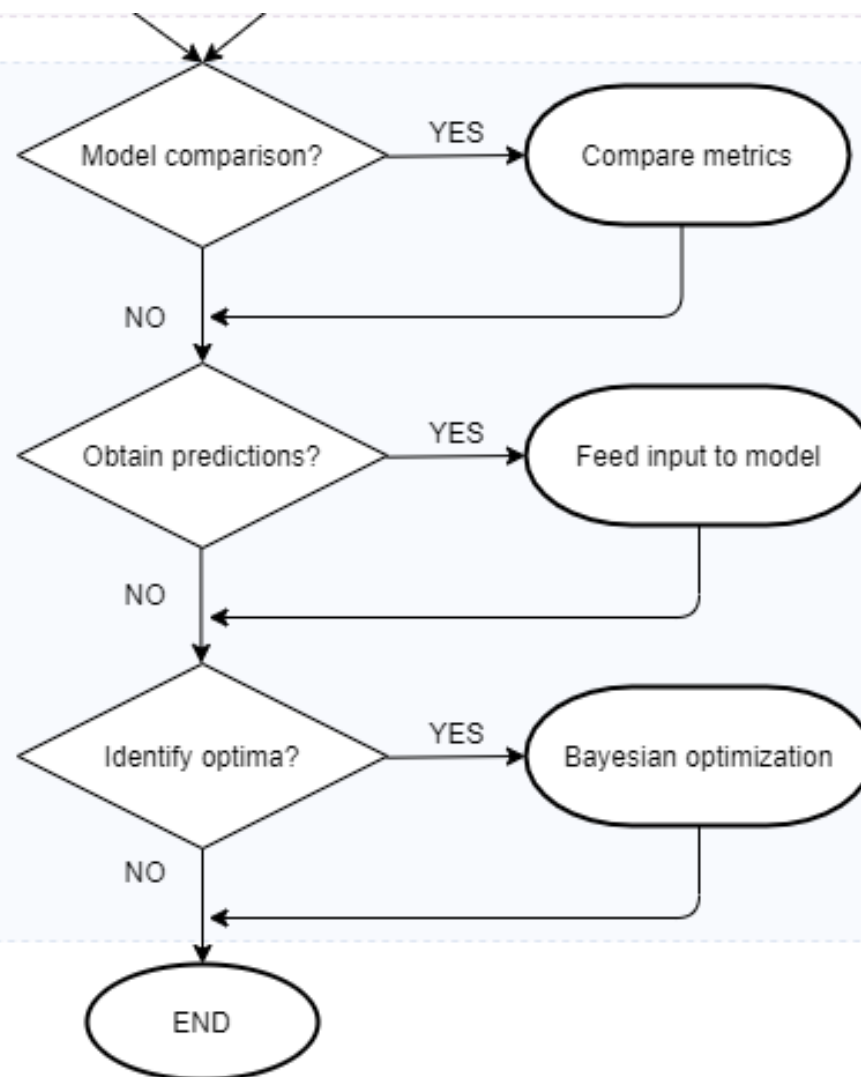 Model comparison?
YES
Compare metrics
NO
Obtain predictions?
YES
Feed input to model
NO
Identify optima?
YES
Bayesian optimization
NO
END